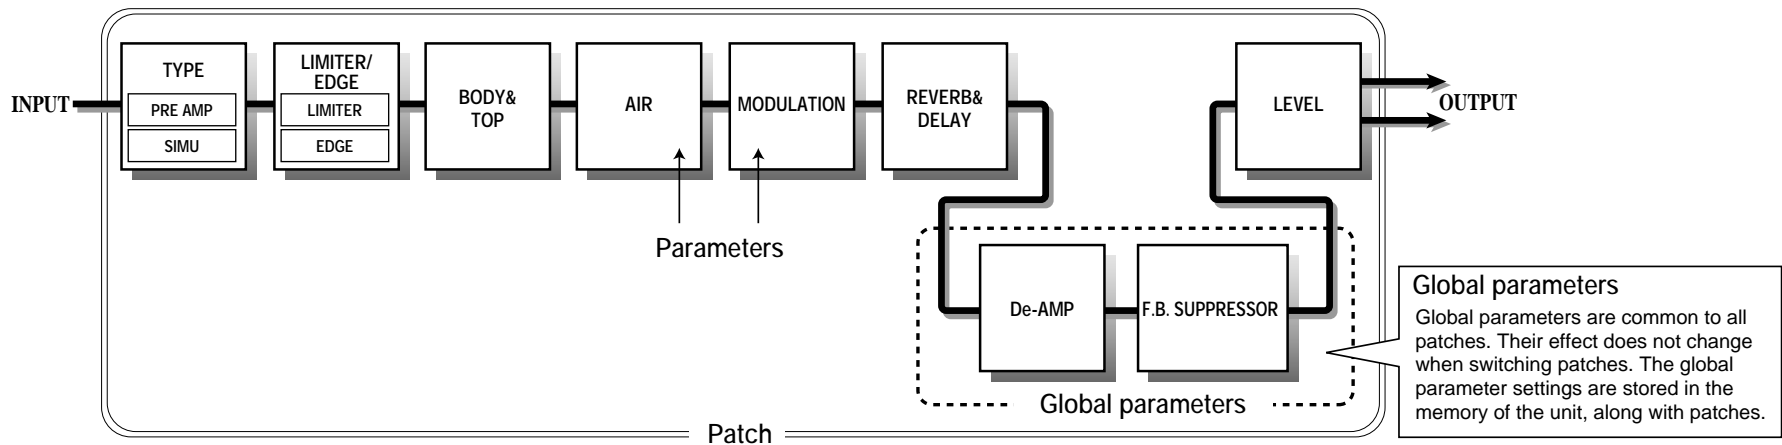 INPUT
TYPE
PRE AMP
SIMU
LIMITER/
EDGE
LIMITER
EDGE
BODY&
TOP
AIR
MODULATION
REVERB&
DELAY
LEVEL
OUTPUT
Parameters
De-AMP
F.B. SUPPRESSOR
Global parameters
Global parameters
Global parameters are common to all
patches. Their effect does not change
when switching patches. The global
parameter settings are stored in the
memory of the unit, along with patches.
Patch